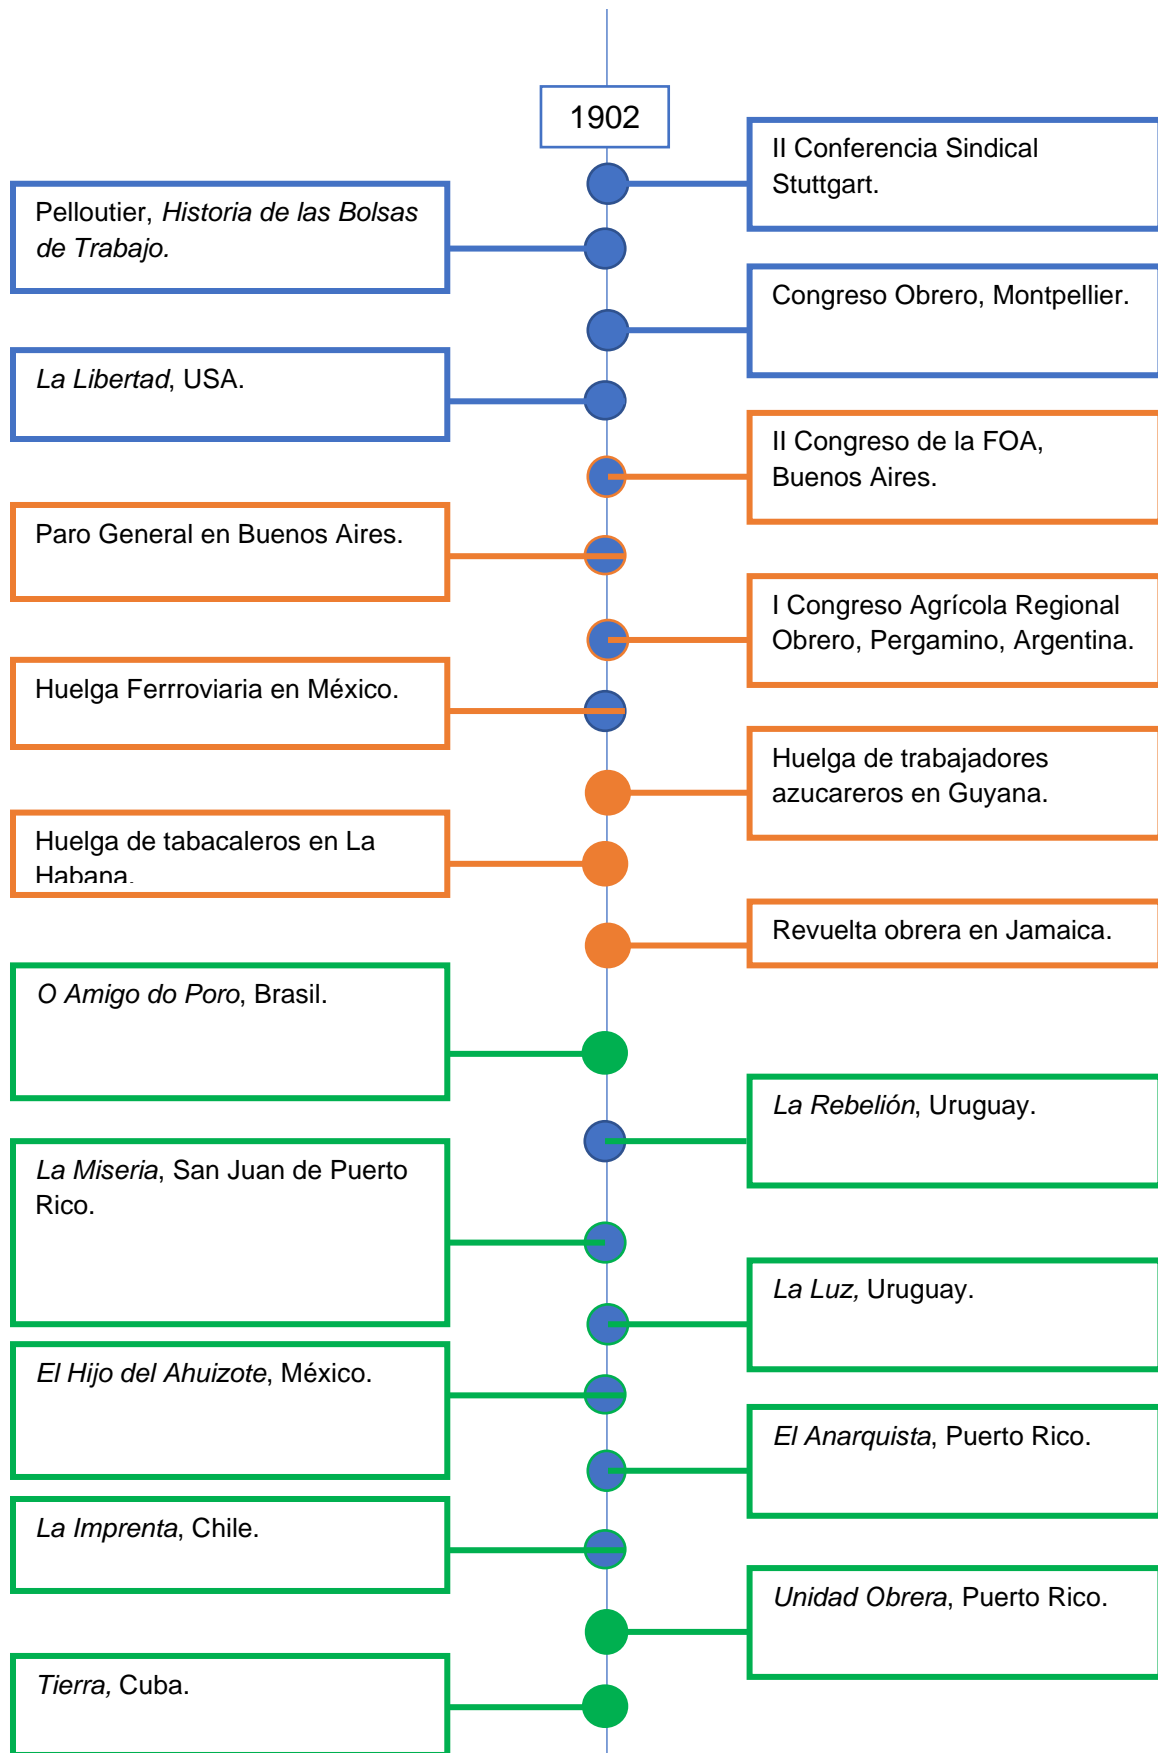 1902
II Conferencia Sindical
Stuttgart.
Pelloutier, Historia de las Bolsas
de Trabajo.
Congreso Obrero, Montpellier.
La Libertad, USA.
II Congreso de la FOA,
Buenos Aires.
Paro General en Buenos Aires.
I Congreso Agrícola Regional
Obrero, Pergamino, Argentina.
Huelga Ferrroviaria en México.
Huelga de trabajadores
azucareros en Guyana.
Huelga de tabacaleros en La
Habana.
Revuelta obrera en Jamaica.
O Amigo do Poro, Brasil.
La Rebelión, Uruguay.
La Miseria, San Juan de Puerto
Rico.
La Luz, Uruguay.
El Hijo del Ahuizote, México.
El Anarquista, Puerto Rico.
La Imprenta, Chile.
Unidad Obrera, Puerto Rico.
Tierra, Cuba.